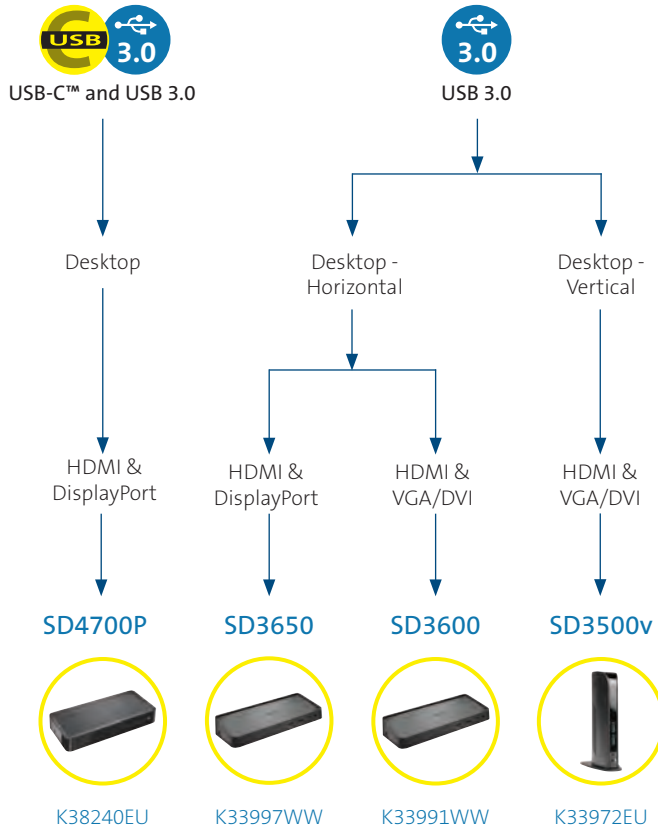 USB
3.0
3.0
USB-C™ and USB 3.0
USB 3.0
Desktop
Desktop -
Horizontal
Desktop -
Vertical
HDMI &
DisplayPort
HDMI &
DisplayPort
HDMI &
VGA/DVI
HDMI &
VGA/DVI
SD4700P
SD3650
SD3600
SD3500v
K38240EU
K33997WW
K33991WW
K33972EU